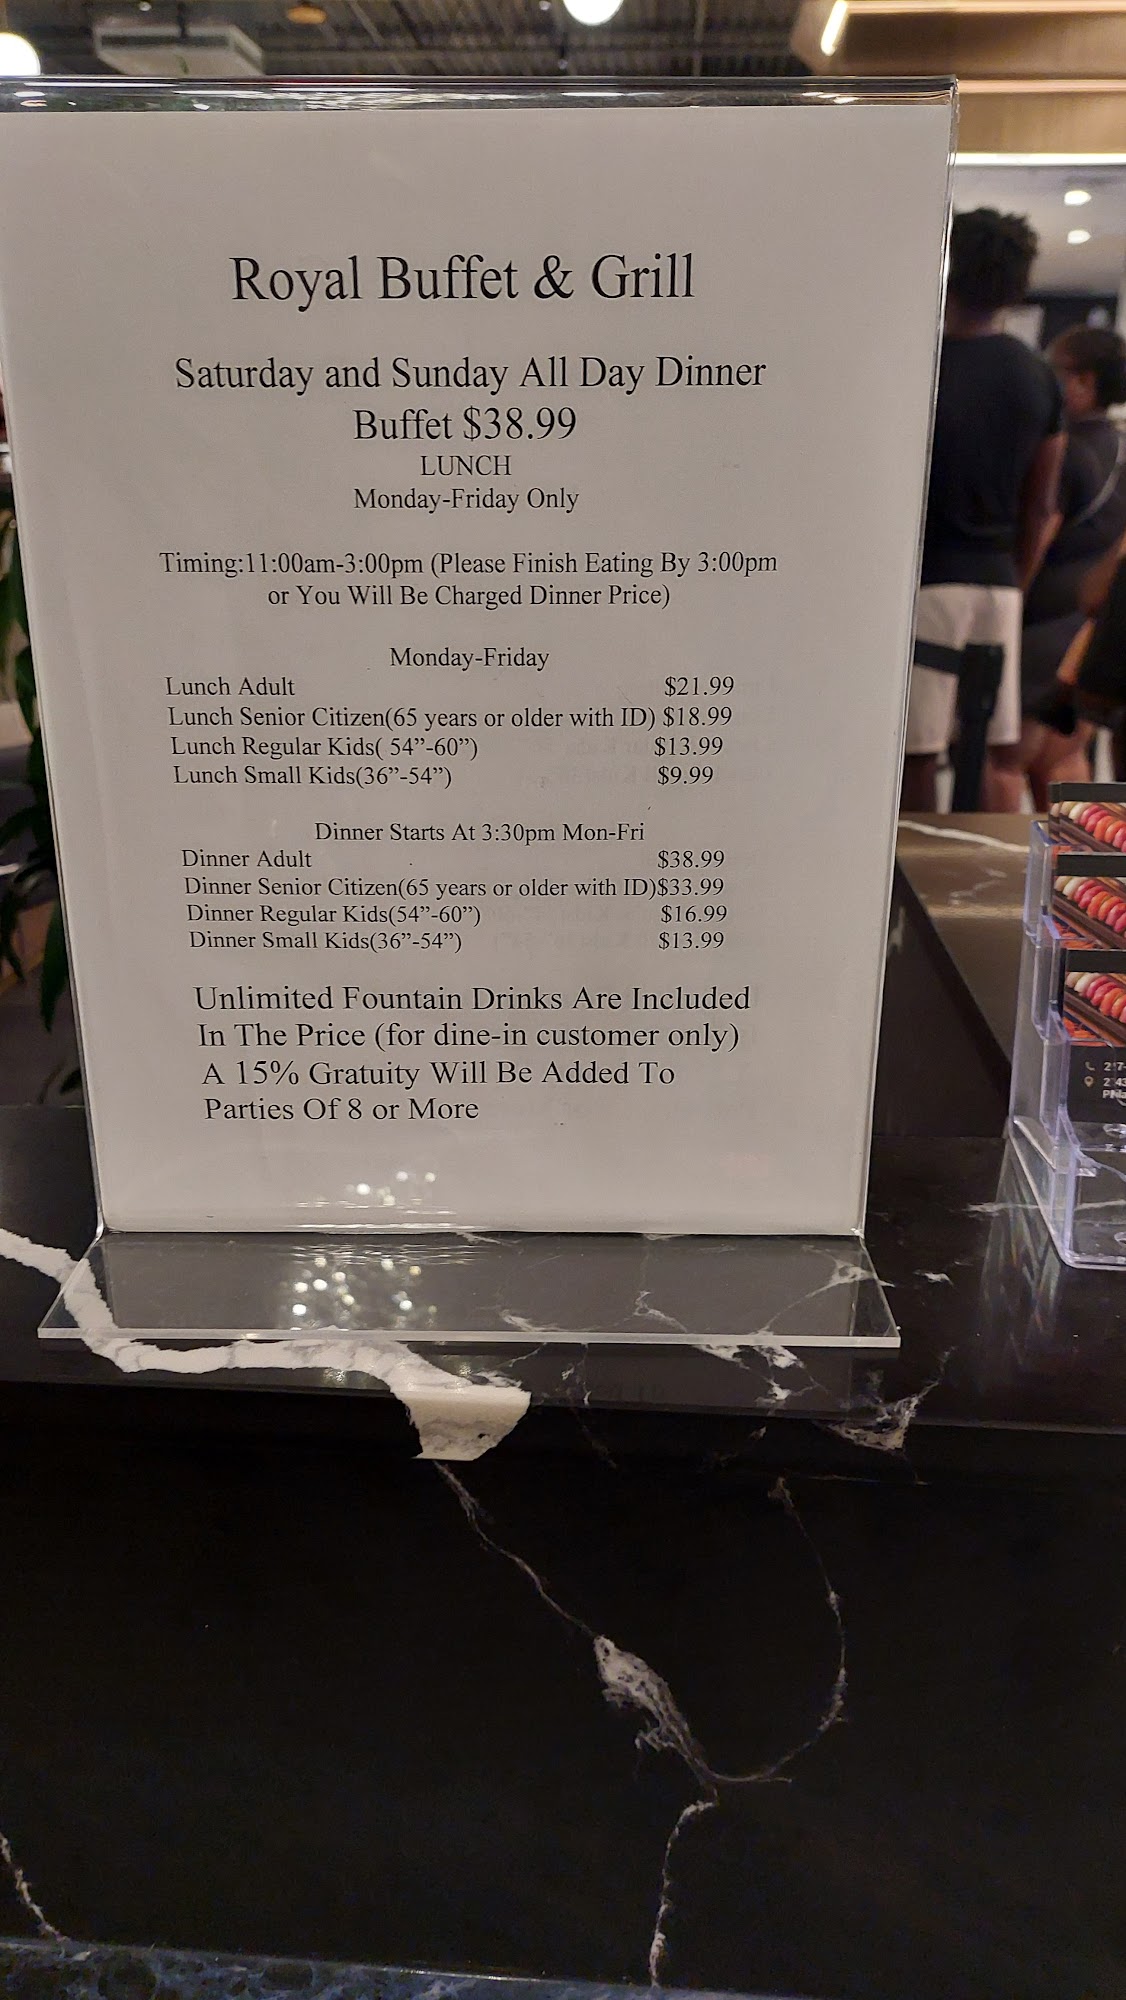 Royal Buffet & Grill
Saturday and Sunday All Day Dinner
Buffet $38.99
LUNCH
Monday-Friday Only
Timing:11:00am-3:00pm (Please Finish Eating By 3:00pm
or You Will Be Charged Dinner Price)
Monday-Friday
Lunch Adult $21.99
Lunch Senior Citizen(65 years or older with ID) $18.99
Lunch Regular Kids( 54”-60”) $13.99
Lunch Small Kids(36”-54”) $9.99
Dinner Starts At 3:30pm Mon-Fri
Dinner Adult $38.99
Dinner Senior Citizen(65 years or older with ID)$33.99
Dinner Regular Kids(54”-60”) $16.99
Dinner Small Kids(36”-54”) $13.99
Unlimited Fountain Drinks Are Included
In The Price (for dine-in customer only)
A 15% Gratuity Will Be Added To
Parties Of 8 or More